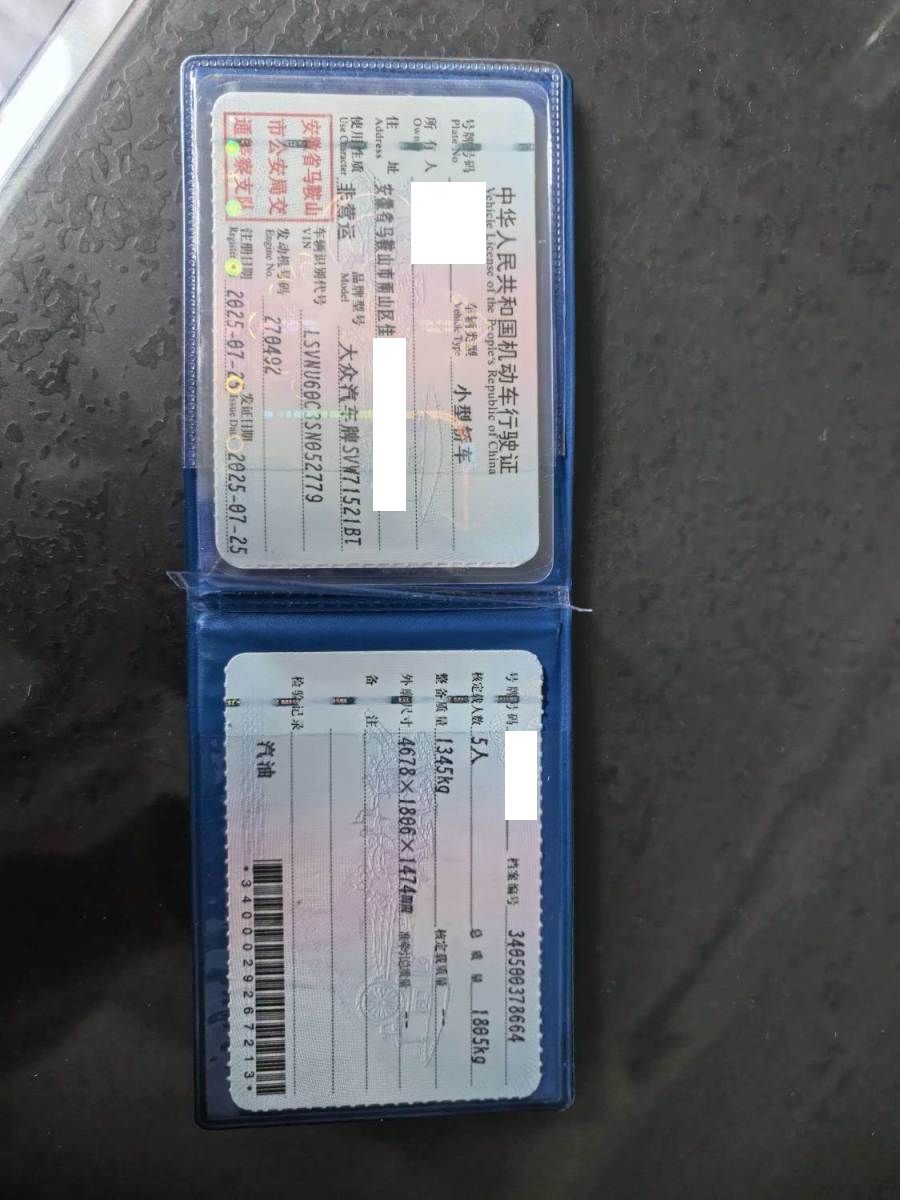 中华人民共和国机动车行驶证
Vehicle License of the People's Republic of China
号牌号码 车辆类型 小型轿车
Plate No. Vehicle Type
所有人
Owner
住址 安徽省马鞍山市雨山区佳
Address
使用性质 非营运 品牌型号 大众汽车牌SVW71521BT
Use Character Model
安徽省马鞍山
市公安局交
通警察支队
车辆识别代号
VIN
发动机号码 270492
Engine No.
注册日期 发证日期 2025-07-25
Register Issue Date
号牌号码 档案编号 340500378664
核定载人数 5人 总质量 1805kg
整备质量 1345kg 核定载质量 --
外廓尺寸 4678×1806×1474mm 准牵引总质量 --
备注
检验记录
汽油
*3400029267213*